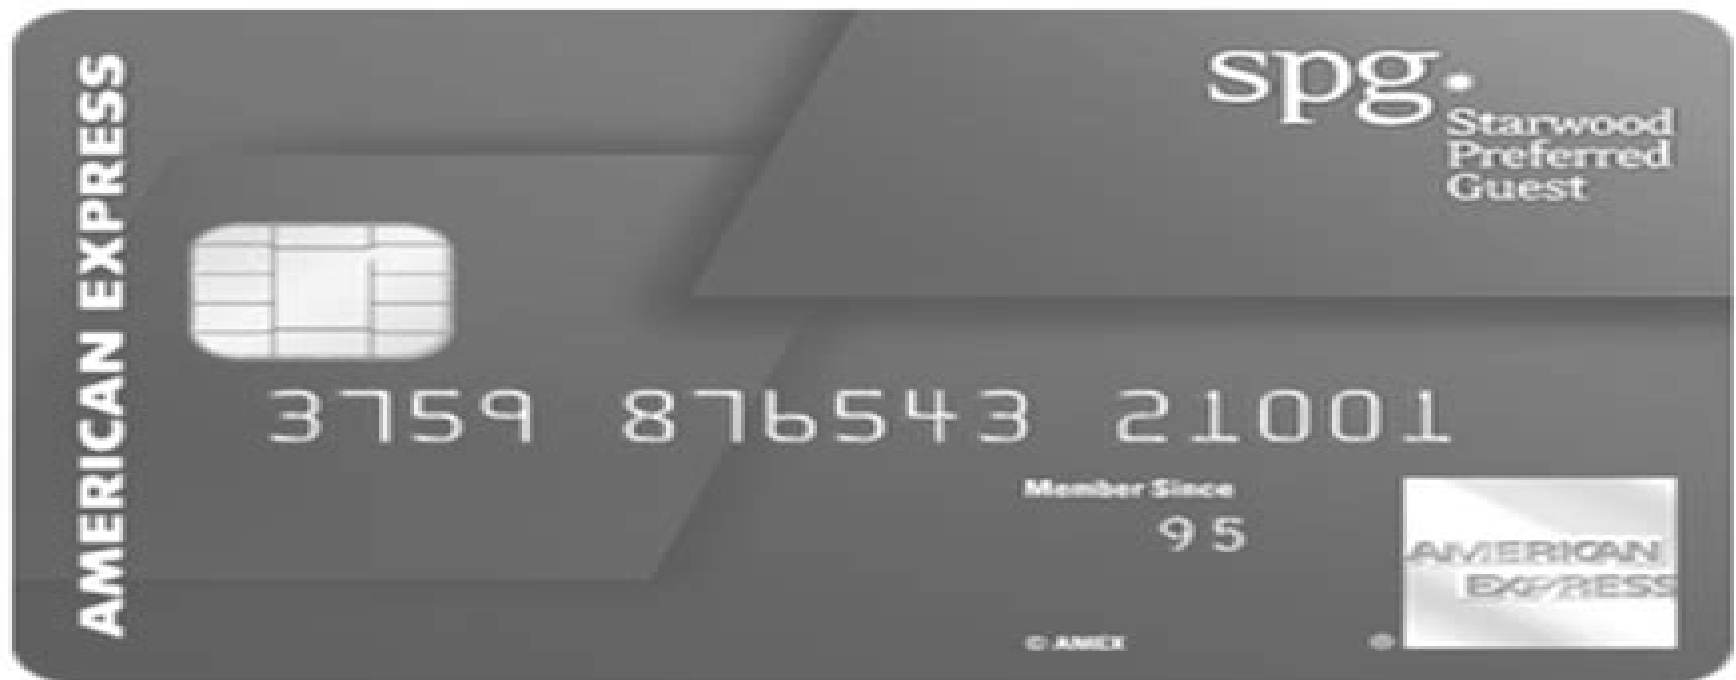 AMERICAN EXPRESS
spg.
Starwood
Preferred
Guest
3759 876543 21001
Member Since
95
AMERICAN
EXPRESS
© AMEX
®